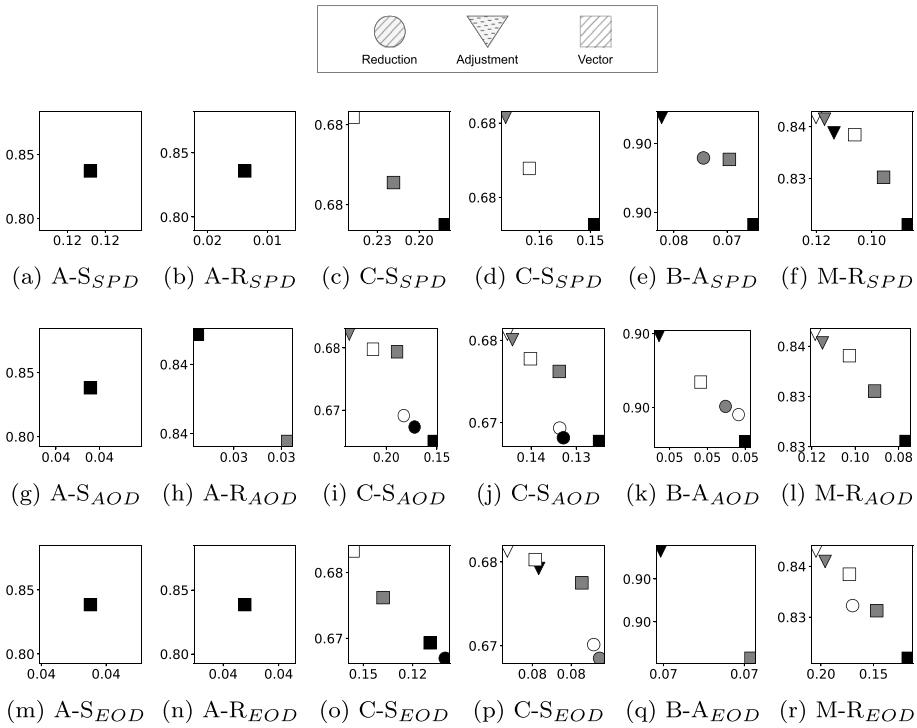 Reduction Adjustment Vector
0.85 0.85 0.68 0.68 0.90 0.84
0.80 0.80 0.68 0.68 0.90 0.83
0.12 0.12 0.02 0.01 0.23 0.20 0.16 0.15 0.08 0.07 0.12 0.10
(a) A-S_SPD (b) A-R_SPD (c) C-S_SPD (d) C-S_SPD (e) B-A_SPD (f) M-R_SPD
0.85 0.84 0.68 0.68 0.90 0.84
0.80 0.84 0.67 0.67 0.90 0.83 0.83
0.04 0.04 0.03 0.03 0.20 0.15 0.14 0.13 0.05 0.05 0.05 0.12 0.10 0.08
(g) A-S_AOD (h) A-R_AOD (i) C-S_AOD (j) C-S_AOD (k) B-A_AOD (l) M-R_AOD
0.85 0.85 0.68 0.68 0.90 0.84
0.80 0.80 0.67 0.67 0.90 0.83
0.04 0.04 0.04 0.04 0.15 0.12 0.08 0.08 0.07 0.07 0.20 0.15
(m) A-S_EOD (n) A-R_EOD (o) C-S_EOD (p) C-S_EOD (q) B-A_EOD (r) M-R_EOD